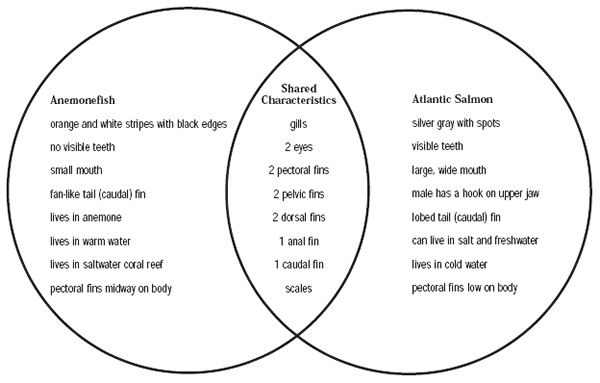 Anemonefish
orange and white stripes with black edges
no visible teeth
small mouth
fan-like tail (caudal) fin
lives in anemone
lives in warm water
lives in saltwater coral reef
pectoral fins midway on body
Shared
Characteristics
gills
2 eyes
2 pectoral fins
2 pelvic fins
2 dorsal fins
1 anal fin
1 caudal fin
scales
Atlantic Salmon
silver gray with spots
visible teeth
large, wide mouth
male has a hook on upper jaw
lobed tail (caudal) fin
can live in salt and freshwater
lives in cold water
pectoral fins low on body